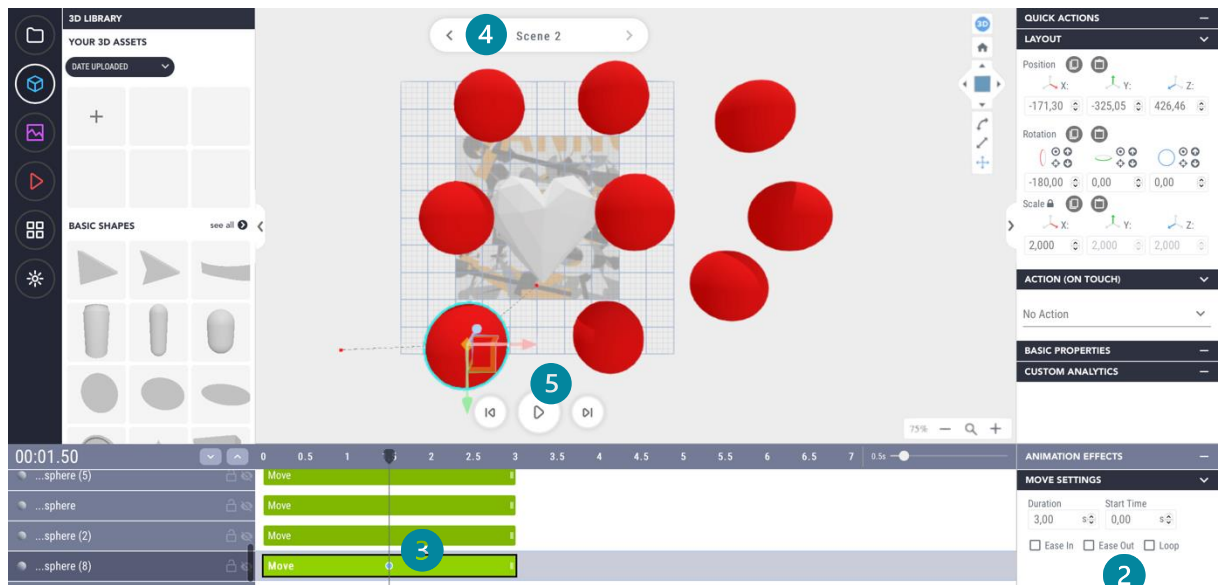 3D LIBRARY
YOUR 3D ASSETS
DATE UPLOADED
+
BASIC SHAPES see all
4 Scene 2
3D
5
75% − +
QUICK ACTIONS
LAYOUT
Position
X: Y: Z:
-171,30 -325,05 426,46
Rotation
-180,00 0,00 0,00
Scale
X: Y: Z:
2,000 2,000 2,000
ACTION (ON TOUCH)
No Action
BASIC PROPERTIES
CUSTOM ANALYTICS
00:01.50 0 0.5 1 2 2.5 3 3.5 4 4.5 5 5.5 6 6.5 7 0.5s
...sphere (5) Move
...sphere Move
...sphere (2) Move
...sphere (8) Move 3
ANIMATION EFFECTS
MOVE SETTINGS
Duration Start Time
3,00 s 0,00 s
Ease In Ease Out Loop
2